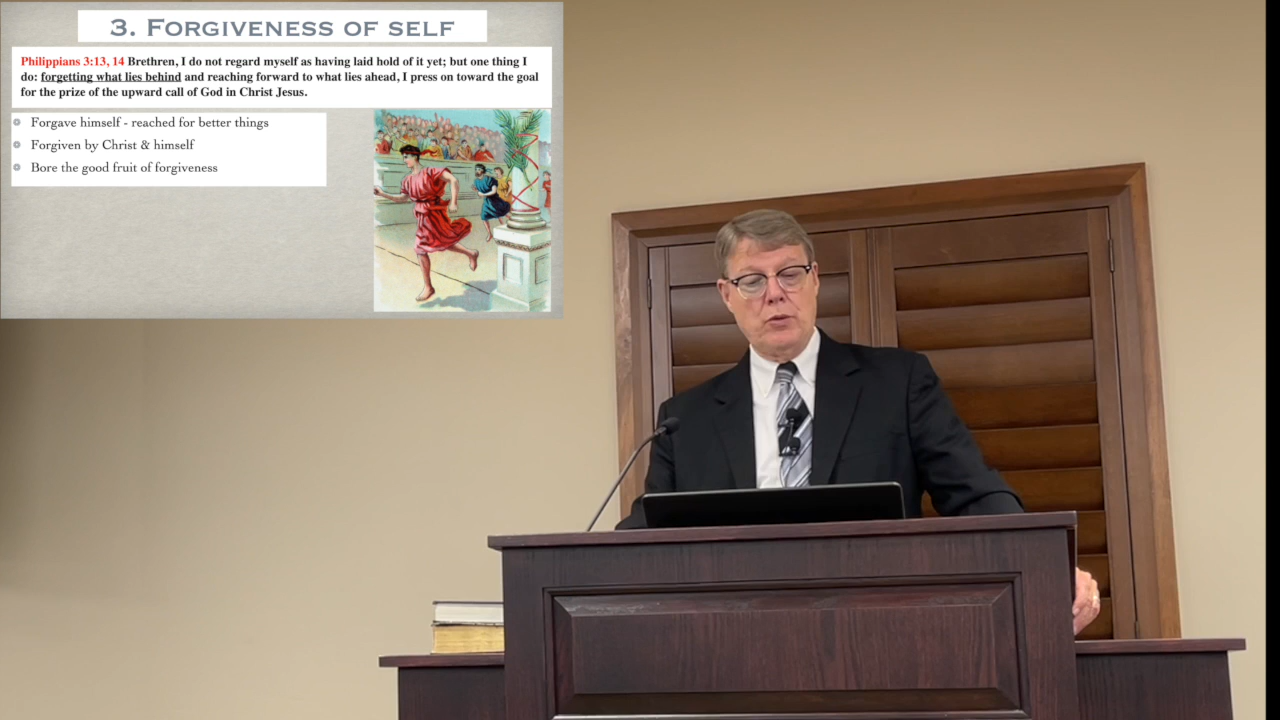 3. Forgiveness of self
Philippians 3:13, 14 Brethren, I do not regard myself as having laid hold of it yet; but one thing I
do: forgetting what lies behind and reaching forward to what lies ahead, I press on toward the goal
for the prize of the upward call of God in Christ Jesus.
Forgave himself - reached for better things
Forgiven by Christ & himself
Bore the good fruit of forgiveness